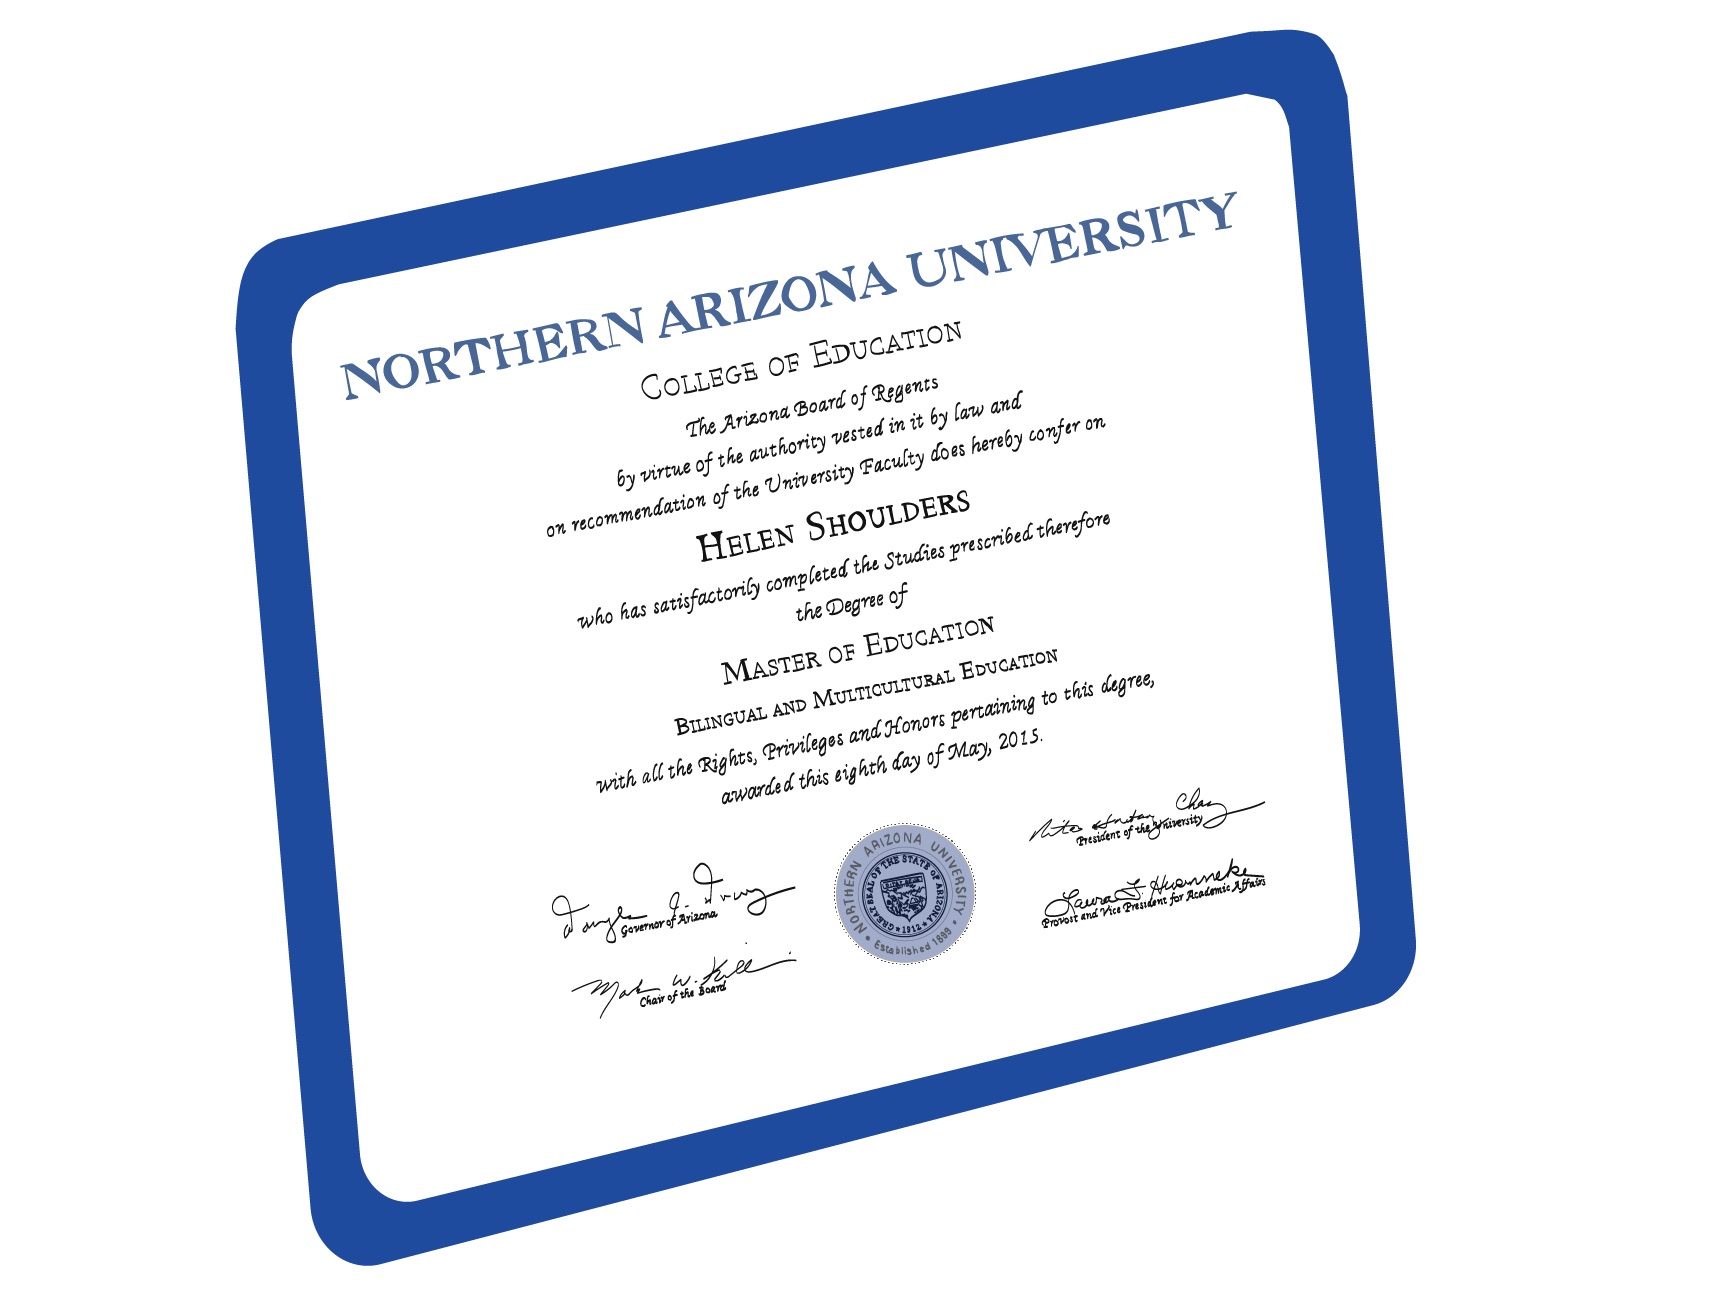 NORTHERN ARIZONA UNIVERSITY
COLLEGE OF EDUCATION
The Arizona Board of Regents
by virtue of the authority vested in it by law and
on recommendation of the University Faculty does hereby confer on
HELEN SHOULDERS
who has satisfactorily completed the Studies prescribed therefore
the Degree of
MASTER OF EDUCATION
BILINGUAL AND MULTICULTURAL EDUCATION
with all the Rights, Privileges and Honors pertaining to this degree,
awarded this eighth day of May, 2015.
Governor of Arizona
Chair of the Board
NORTHERN ARIZONA UNIVERSITY
• Established 1899 •
GREAT SEAL OF THE STATE OF ARIZONA
★ 1912 ★
President of the University
Laura F. Huenneke
Provost and Vice President for Academic Affairs